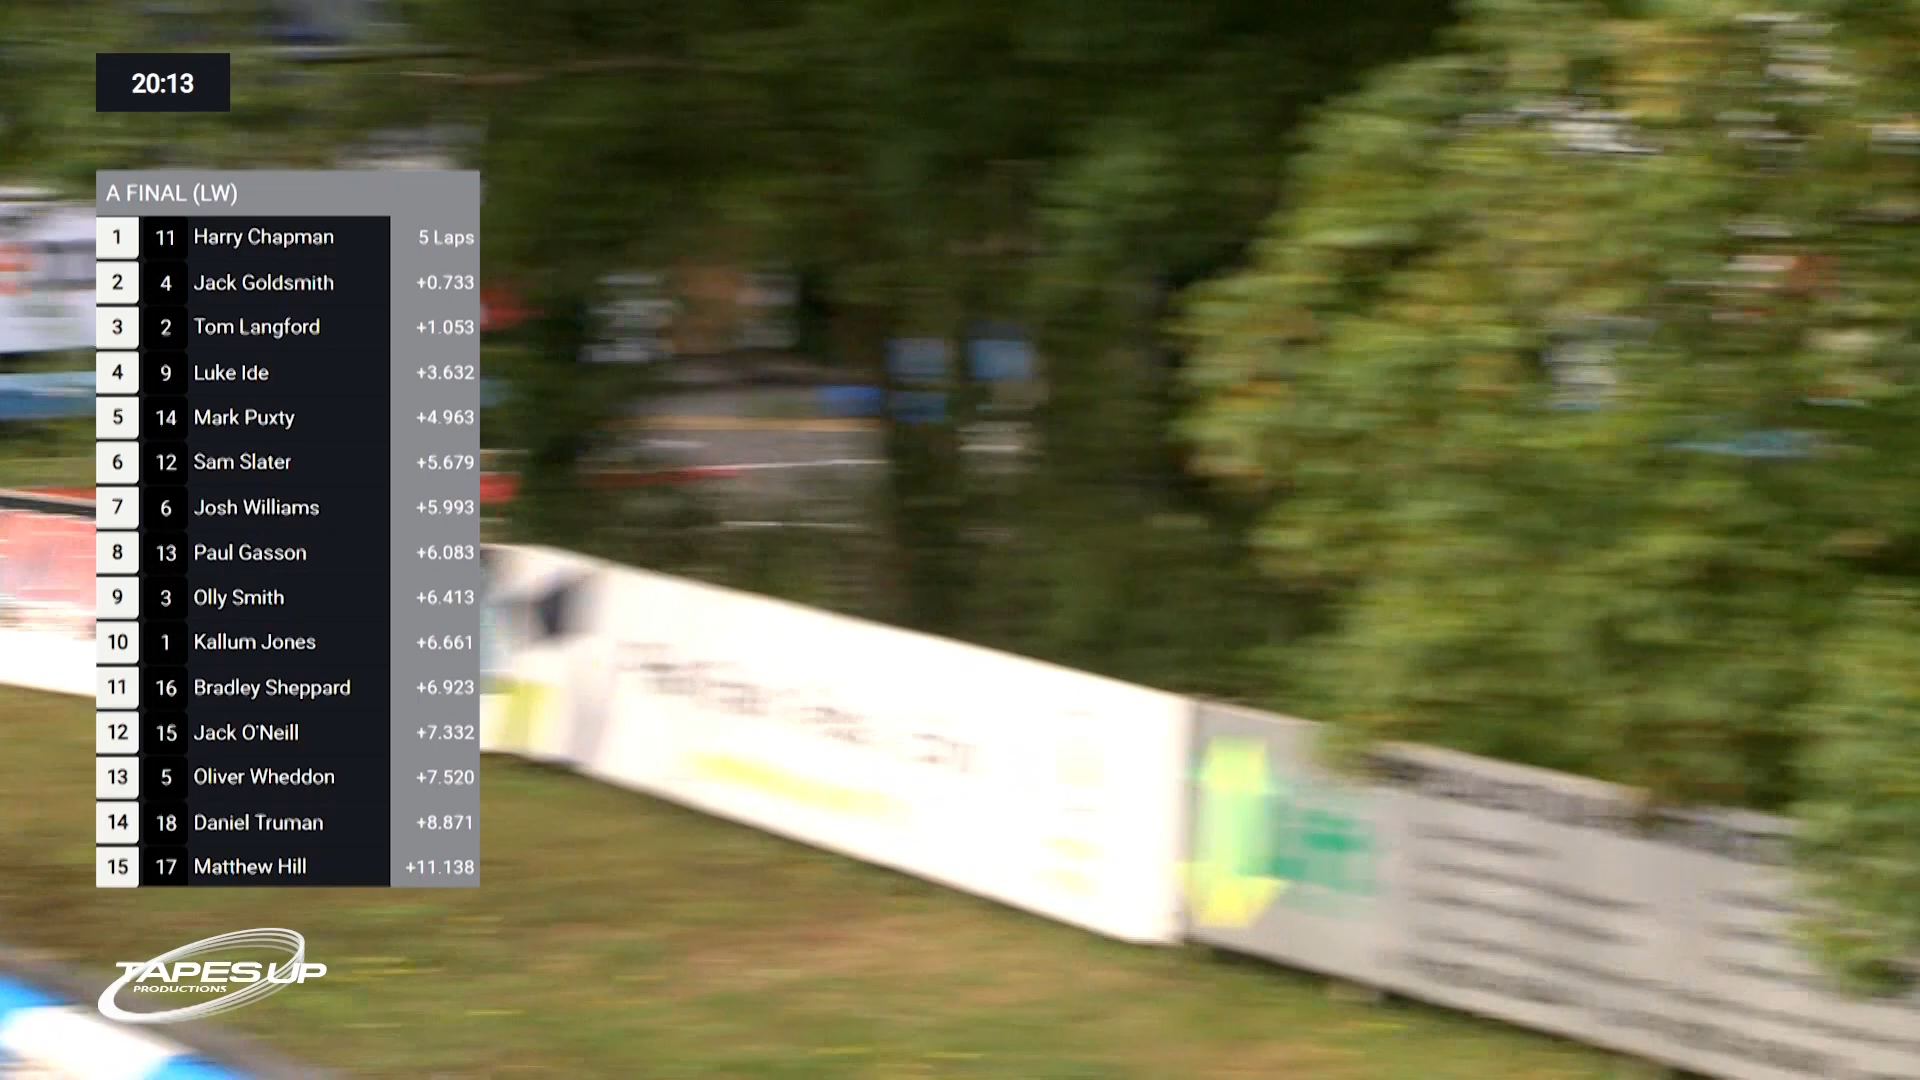 20:13
A FINAL (LW)
1 11 Harry Chapman 5 Laps
2 4 Jack Goldsmith +0.733
3 2 Tom Langford +1.053
4 9 Luke Ide +3.632
5 14 Mark Puxty +4.963
6 12 Sam Slater +5.679
7 6 Josh Williams +5.993
8 13 Paul Gasson +6.083
9 3 Olly Smith +6.413
10 1 Kallum Jones +6.661
11 16 Bradley Sheppard +6.923
12 15 Jack O'Neill +7.332
13 5 Oliver Wheddon +7.520
14 18 Daniel Truman +8.871
15 17 Matthew Hill +11.138
TAPES UP
PRODUCTIONS